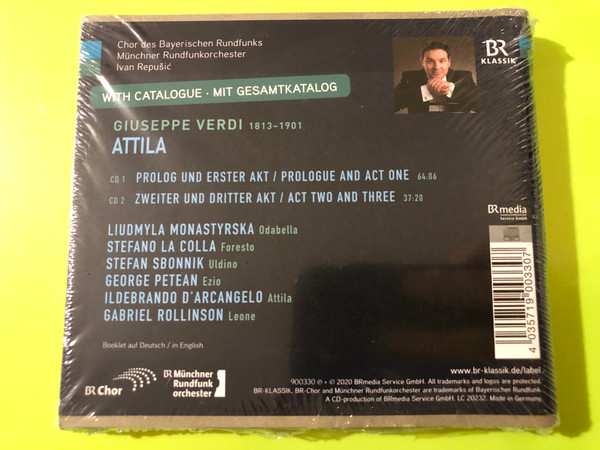 Chor des Bayerischen Rundfunks
Münchner Rundfunkorchester
Ivan Repušić
BR
KLASSIK
WITH CATALOGUE · MIT GESAMTKATALOG
GIUSEPPE VERDI 1813–1901
ATTILA
CD 1 PROLOG UND ERSTER AKT / PROLOGUE AND ACT ONE 64:06
CD 2 ZWEITER UND DRITTER AKT / ACT TWO AND THREE 37:20
LIUDMYLA MONASTYRSKA Odabella
STEFANO LA COLLA Foresto
STEFAN SBONNIK Uldino
GEORGE PETEAN Ezio
ILDEBRANDO D'ARCANGELO Attila
GABRIEL ROLLINSON Leone
BRmedia
Service GmbH
4 035719 003307
Booklet auf Deutsch / in English
BR Chor
BR Münchner
Rundfunk
orchester
www.br-klassik.de/label
900330 ℗ + © 2020 BRmedia Service GmbH. All trademarks and logos are protected.
BR-KLASSIK, BR-Chor and Münchner Rundfunkorchester are trademarks of Bayerischer Rundfunk.
A CD-production of BRmedia Service GmbH. LC 20232. Made in Germany.